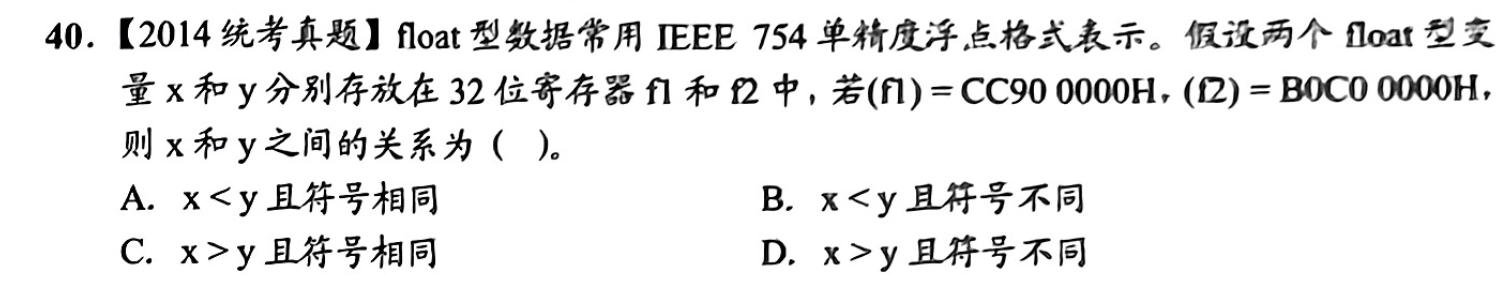 40.【2014 统考真题】float 型数据常用 IEEE 754 单精度浮点格式表示。假设两个 float 型变
量 x 和 y 分别存放在 32 位寄存器 f1 和 f2 中，若(f1) = CC90 0000H，(f2) = B0C0 0000H，
则 x 和 y 之间的关系为（ ）。
A. x < y 且符号相同 B. x < y 且符号不同
C. x > y 且符号相同 D. x > y 且符号不同